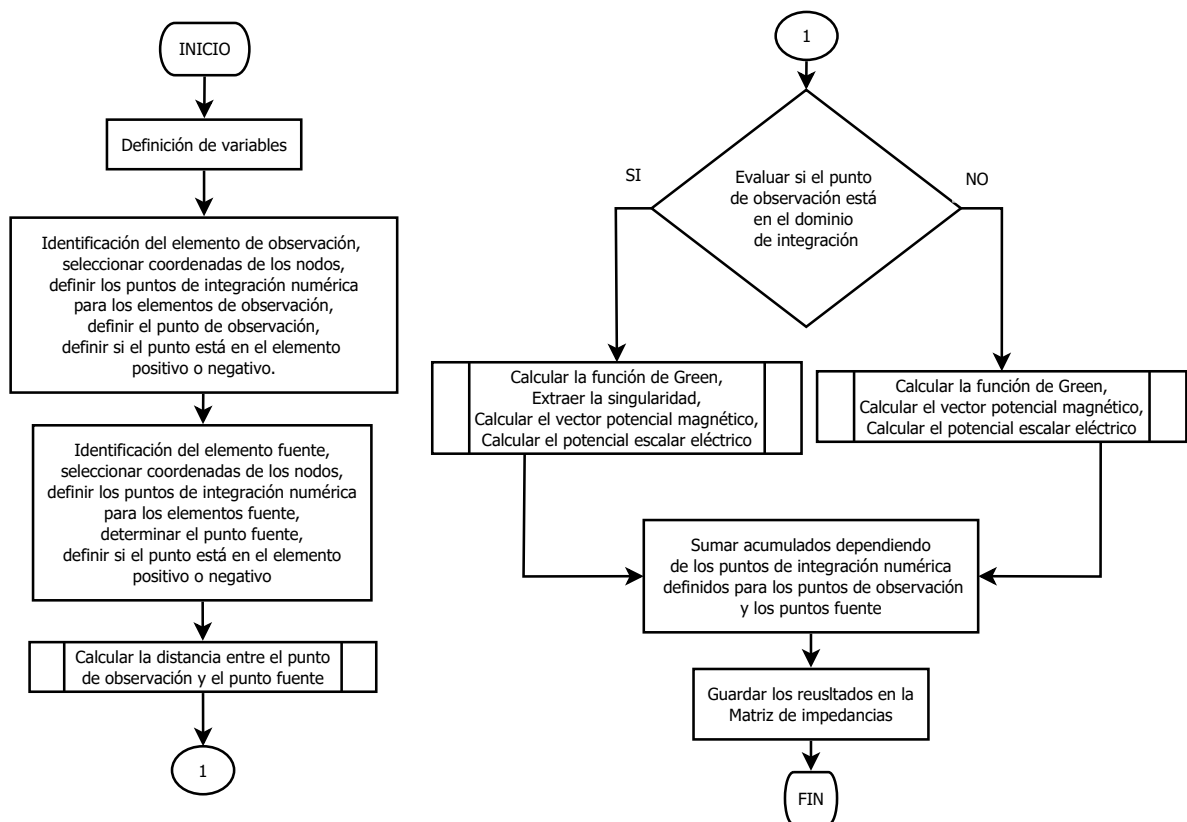 INICIO
Definición de variables
Identificación del elemento de observación,
seleccionar coordenadas de los nodos,
definir los puntos de integración numérica
para los elementos de observación,
definir el punto de observación,
definir si el punto está en el elemento
positivo o negativo.
Identificación del elemento fuente,
seleccionar coordenadas de los nodos,
definir los puntos de integración numérica
para los elementos fuente,
determinar el punto fuente,
definir si el punto está en el elemento
positivo o negativo
Calcular la distancia entre el punto
de observación y el punto fuente
1
1
Evaluar si el punto
de observación está
en el dominio
de integración
SI
NO
Calcular la función de Green,
Extraer la singularidad,
Calcular el vector potencial magnético,
Calcular el potencial escalar eléctrico
Calcular la función de Green,
Calcular el vector potencial magnético,
Calcular el potencial escalar eléctrico
Sumar acumulados dependiendo
de los puntos de integración numérica
definidos para los puntos de observación
y los puntos fuente
Guardar los reusltados en la
Matriz de impedancias
FIN